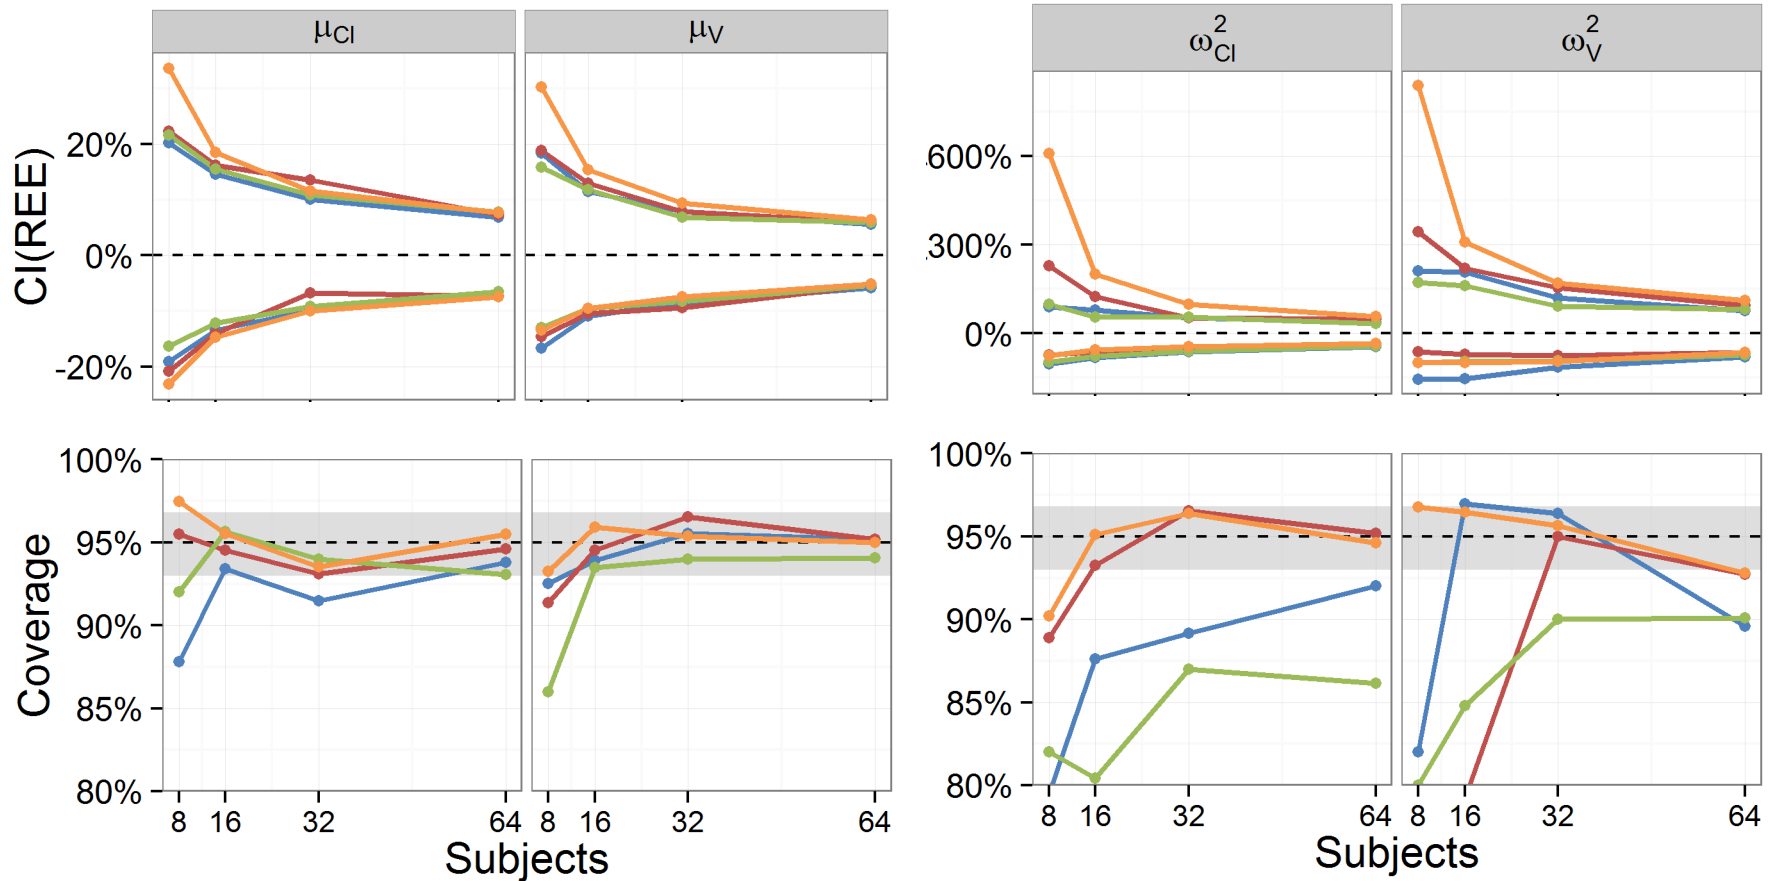 μCl μV ω²Cl ω²V
CI(REE)
20%
0%
-20%
600%
300%
0%
Coverage
100%
95%
90%
85%
80%
8 16 32 64
8 16 32 64
Subjects
100%
95%
90%
85%
80%
8 16 32 64
8 16 32 64
Subjects